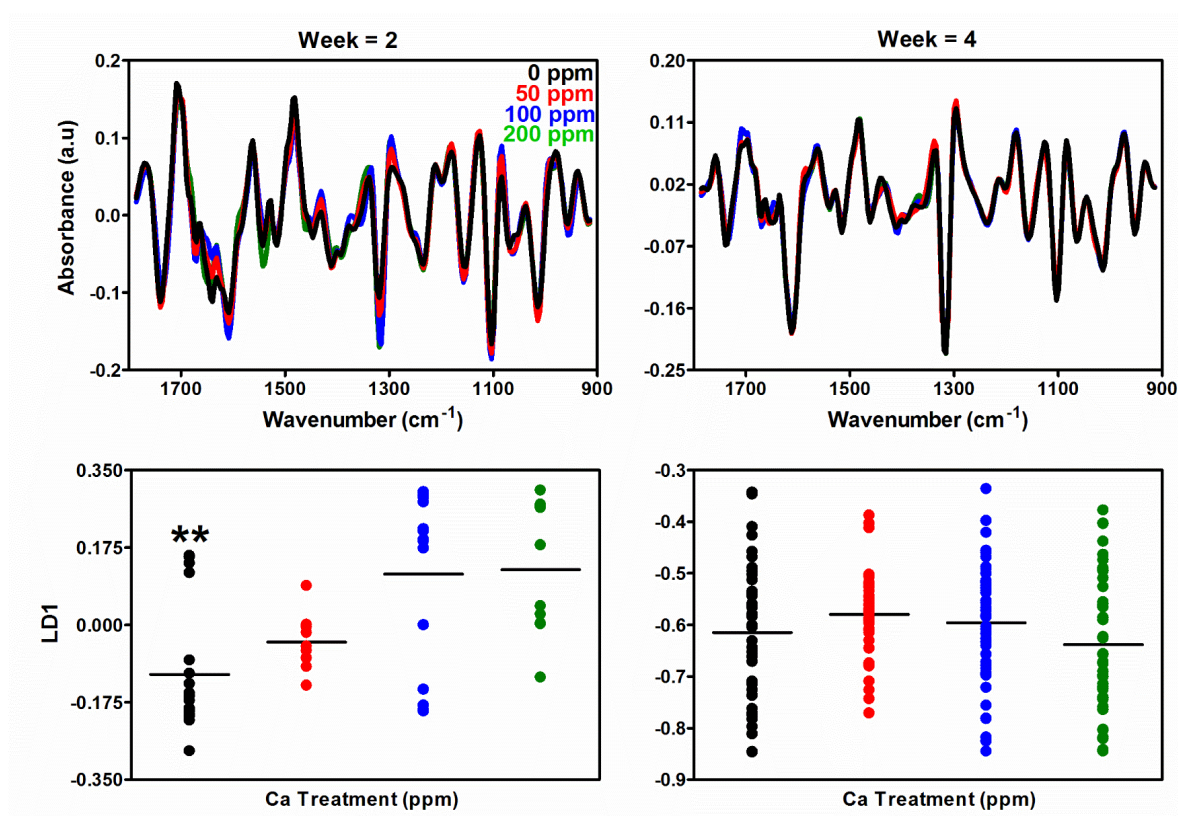 Week = 2
0.2
0.1
0.0
-0.1
-0.2
Absorbance (a.u)
0 ppm
50 ppm
100 ppm
200 ppm
1700 1500 1300 1100 900
Wavenumber (cm-1)
Week = 4
0.20
0.11
0.02
-0.07
-0.16
-0.25
1700 1500 1300 1100 900
Wavenumber (cm-1)
0.350
0.175
0.000
-0.175
-0.350
LD1
**
Ca Treatment (ppm)
-0.3
-0.4
-0.5
-0.6
-0.7
-0.8
-0.9
Ca Treatment (ppm)